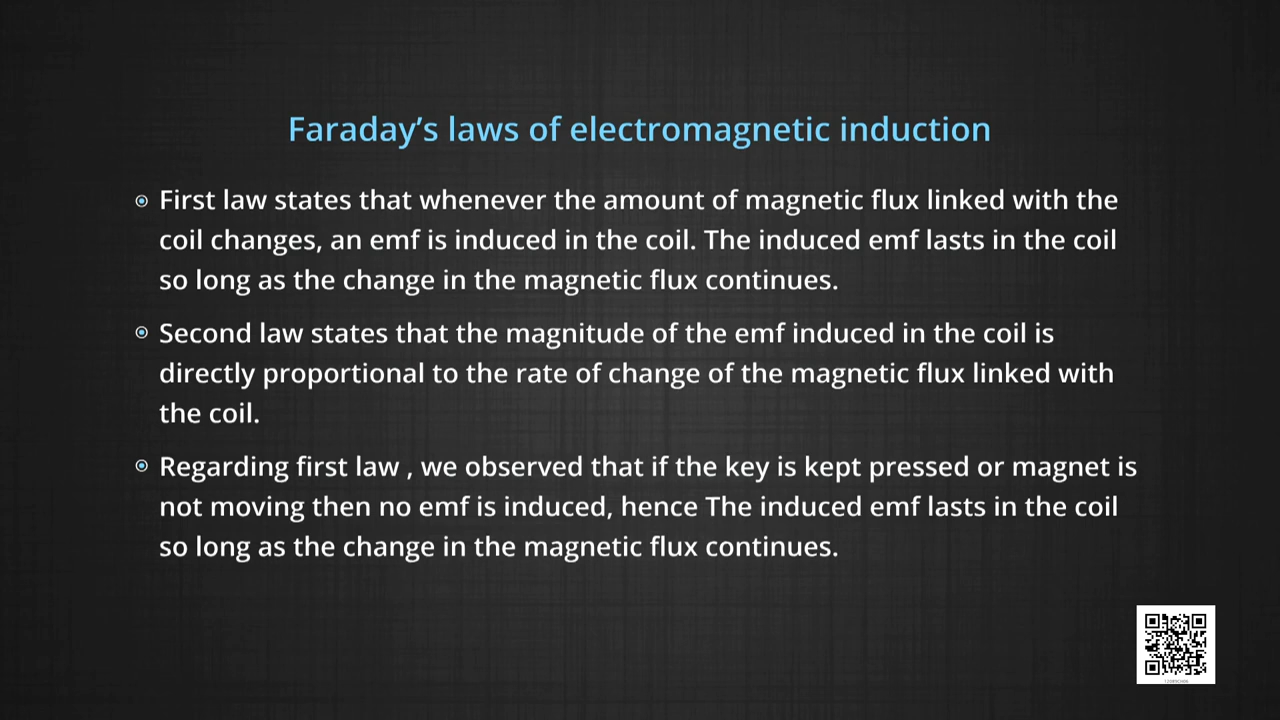 Faraday’s laws of electromagnetic induction
First law states that whenever the amount of magnetic flux linked with the
coil changes, an emf is induced in the coil. The induced emf lasts in the coil
so long as the change in the magnetic flux continues.
Second law states that the magnitude of the emf induced in the coil is
directly proportional to the rate of change of the magnetic flux linked with
the coil.
Regarding first law , we observed that if the key is kept pressed or magnet is
not moving then no emf is induced, hence The induced emf lasts in the coil
so long as the change in the magnetic flux continues.